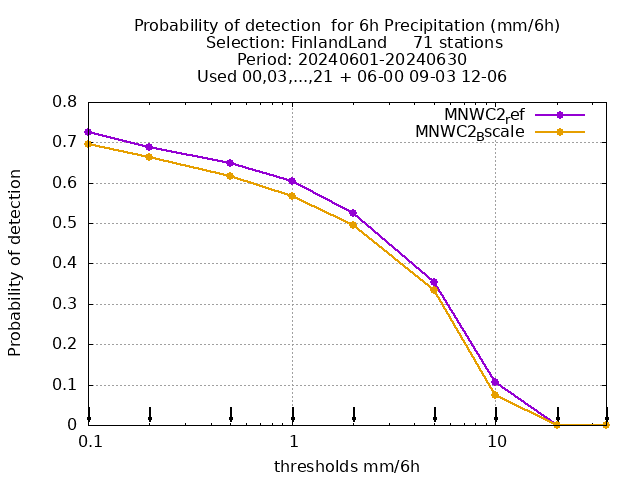 Probability of detection  for 6h Precipitation (mm/6h)
Selection: FinlandLand     71 stations
Period: 20240601-20240630
Used 00,03,...,21 + 06-00 09-03 12-06
MNWC2ref
MNWC2Bscale
0.8
0.7
0.6
0.5
0.4
0.3
0.2
0.1
0
Probability of detection
0.1
1
10
thresholds mm/6h